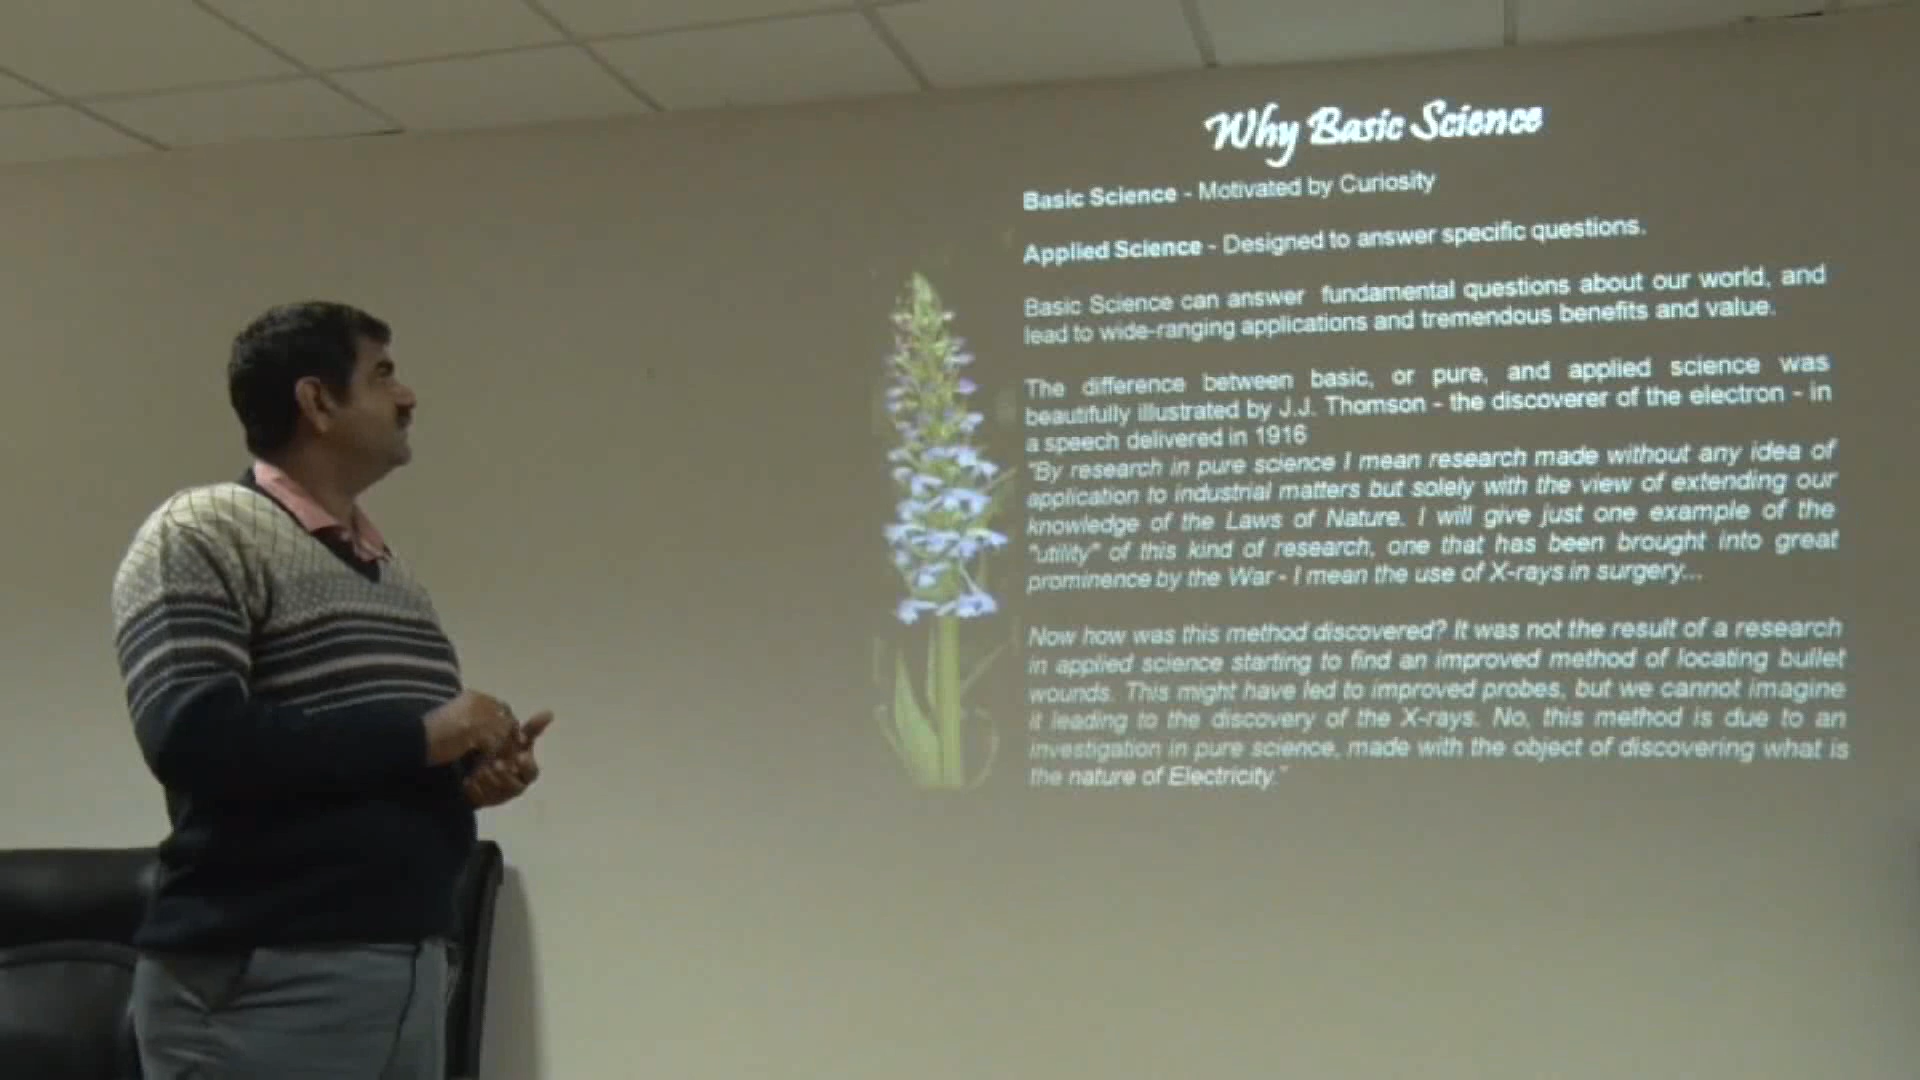 Why Basic Science
Basic Science - Motivated by Curiosity
Applied Science - Designed to answer specific questions.
Basic Science can answer fundamental questions about our world, and
lead to wide-ranging applications and tremendous benefits and value.
The difference between basic, or pure, and applied science was
beautifully illustrated by J.J. Thomson - the discoverer of the electron - in
a speech delivered in 1916
"By research in pure science I mean research made without any idea of
application to industrial matters but solely with the view of extending our
knowledge of the Laws of Nature. I will give just one example of the
"utility" of this kind of research, one that has been brought into great
prominence by the War - I mean the use of X-rays in surgery...
Now how was this method discovered? It was not the result of a research
in applied science starting to find an improved method of locating bullet
wounds. This might have led to improved probes, but we cannot imagine
it leading to the discovery of the X-rays. No, this method is due to an
investigation in pure science, made with the object of discovering what is
the nature of Electricity."